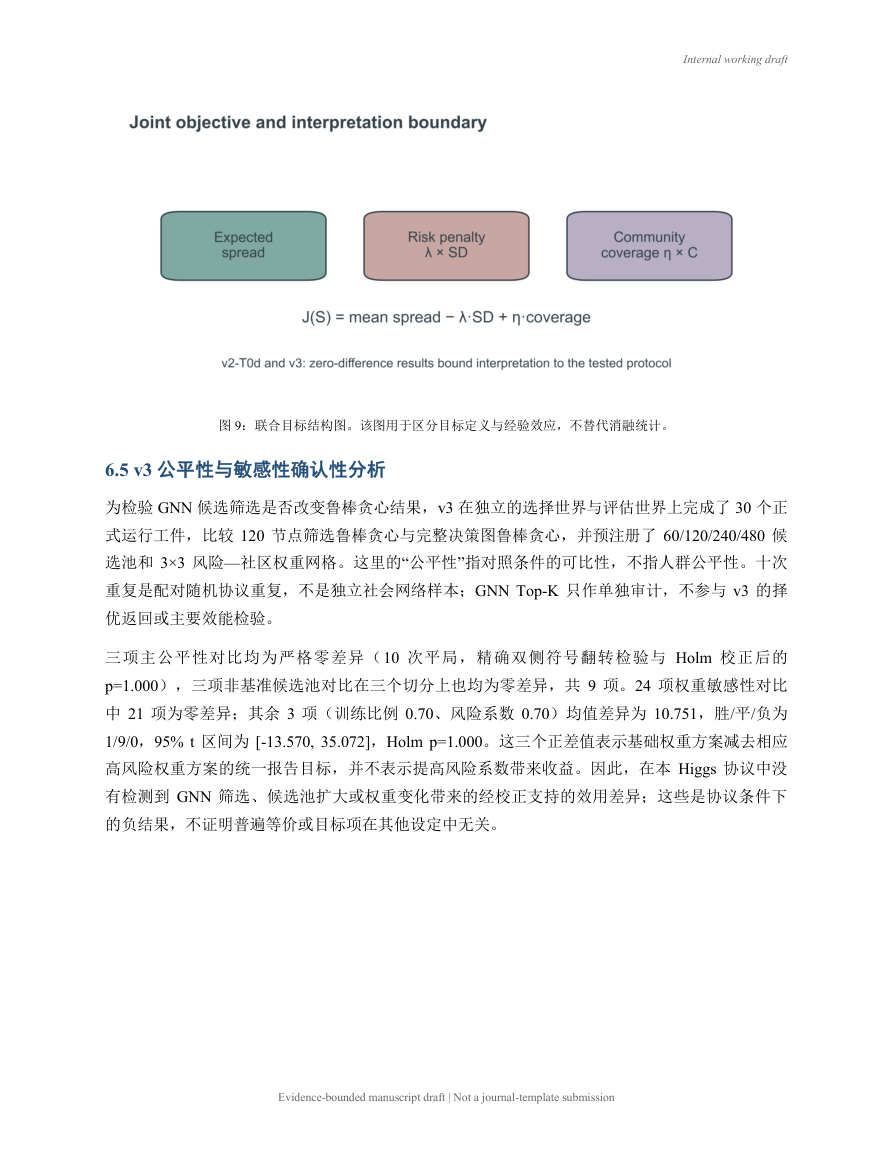 Internal working draft
Joint objective and interpretation boundary
Expected
spread
Risk penalty
λ × SD
Community
coverage η × C
J(S) = mean spread − λ·SD + η·coverage
v2-T0d and v3: zero-difference results bound interpretation to the tested protocol
图 9：联合目标结构图。该图用于区分目标定义与经验效应，不替代消融统计。
6.5 v3 公平性与敏感性确认性分析
为检验 GNN 候选筛选是否改变鲁棒贪心结果，v3 在独立的选择世界与评估世界上完成了 30 个正
式运行工件，比较 120 节点筛选鲁棒贪心与完整决策图鲁棒贪心，并预注册了 60/120/240/480 候
选池和 3×3 风险—社区权重网格。这里的“公平性”指对照条件的可比性，不指人群公平性。十次
重复是配对随机协议重复，不是独立社会网络样本；GNN Top-K 只作单独审计，不参与 v3 的择
优返回或主要效能检验。
三项主公平性对比均为严格零差异（10 次平局，精确双侧符号翻转检验与 Holm 校正后的
p=1.000），三项非基准候选池对比在三个切分上也均为零差异，共 9 项。24 项权重敏感性对比
中 21 项为零差异；其余 3 项（训练比例 0.70、风险系数 0.70）均值差异为 10.751，胜/平/负为
1/9/0，95% t 区间为 [-13.570, 35.072]，Holm p=1.000。这三个正差值表示基础权重方案减去相应
高风险权重方案的统一报告目标，并不表示提高风险系数带来收益。因此，在本 Higgs 协议中没
有检测到 GNN 筛选、候选池扩大或权重变化带来的经校正支持的效用差异；这些是协议条件下
的负结果，不证明普遍等价或目标项在其他设定中无关。
Evidence-bounded manuscript draft | Not a journal-template submission